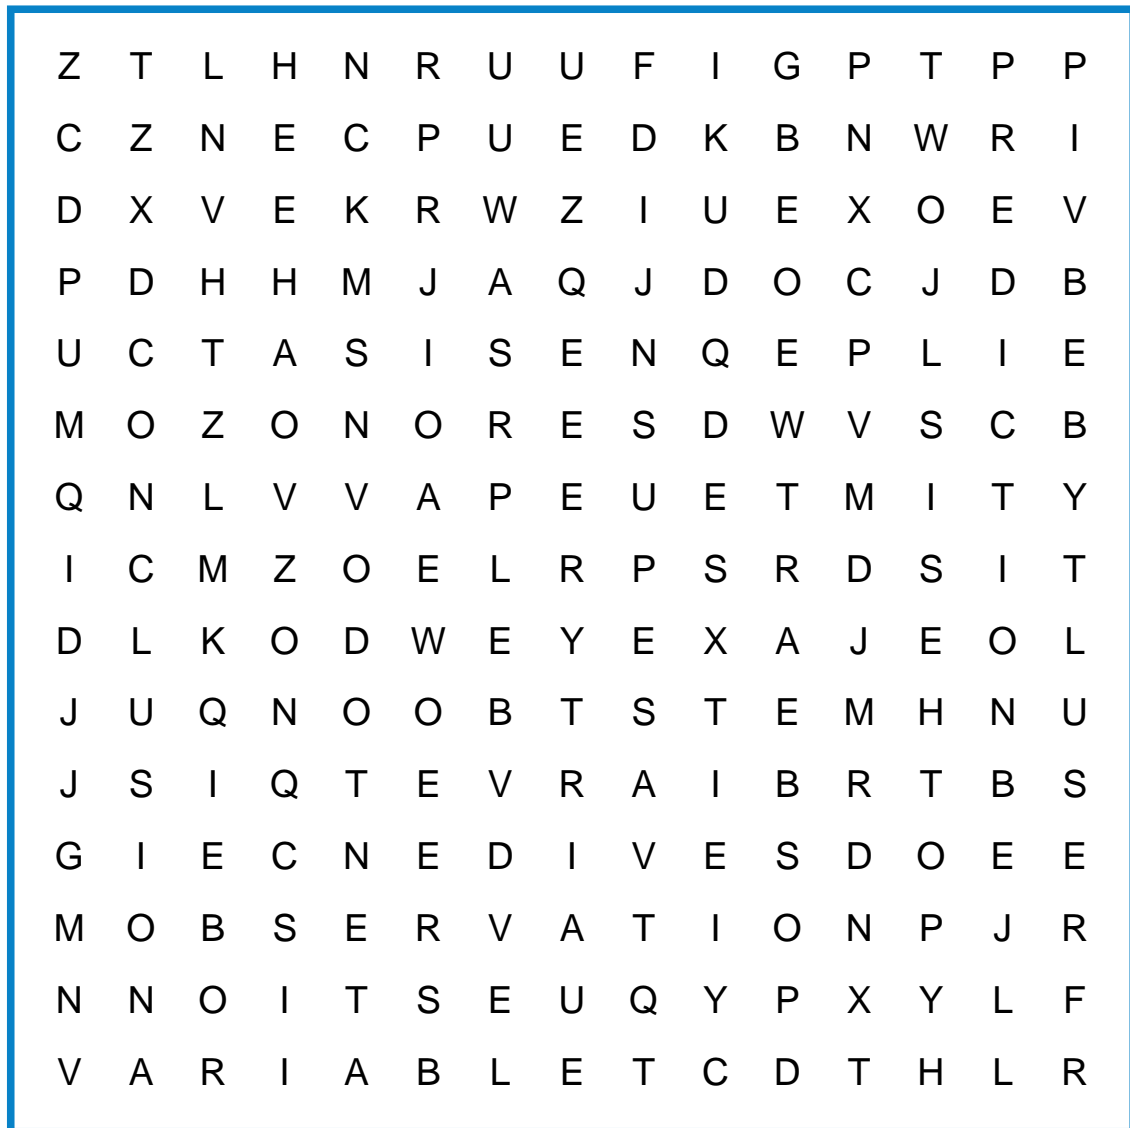 Z T L H N R U U F I G P T P P
C Z N E C P U E D K B N W R I
D X V E K R W Z I U E X O E V
P D H H M J A Q J D O C J D B
U C T A S I S E N Q E P L I E
M O Z O N O R E S D W V S C B
Q N L V V A P E U E T M I T Y
I C M Z O E L R P S R D S I T
D L K O D W E Y E X A J E O L
J U Q N O O B T S T E M H N U
J S I Q T E V R A I B R T B S
G I E C N E D I V E S D O E E
M O B S E R V A T I O N P J R
N N O I T S E U Q Y P X Y L F
V A R I A B L E T C D T H L R